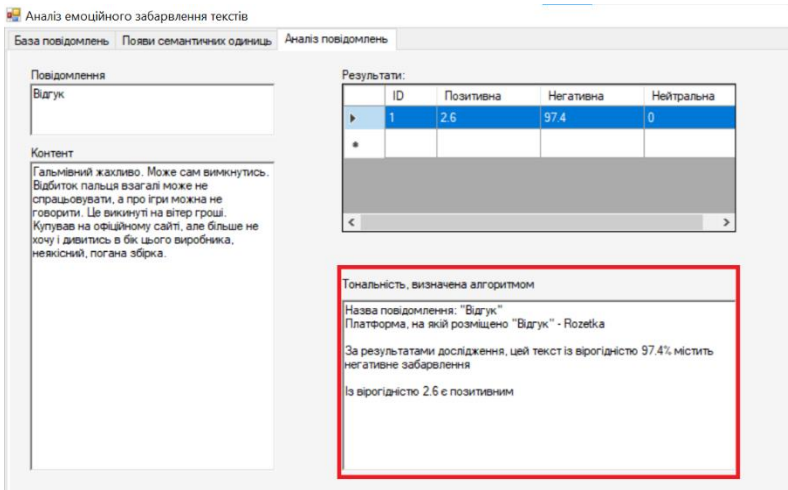 Аналіз емоційного забарвлення текстів
База повідомлень Появи семантичних одиниць Аналіз повідомлень
Повідомлення
Відгук
Контент
Гальмівний жахливо. Може сам вимкнутись.
Відбиток пальця взагалі може не
спрацьовувати, а про ігри можна не
говорити. Це викинуті на вітер гроші.
Купував на офіційному сайті, але більше не
хочу і дивитись в бік цього виробника,
неякісний, погана збірка.
Результати:
ID Позитивна Негативна Нейтральна
1 2.6 97.4 0
Тональність, визначена алгоритмом
Назва повідомлення: "Відгук"
Платформа, на якій розміщено "Відгук" - Rozetka
За результатами дослідження, цей текст із вірогідністю 97.4% містить
негативне забарвлення
Із вірогідністю 2.6 є позитивним